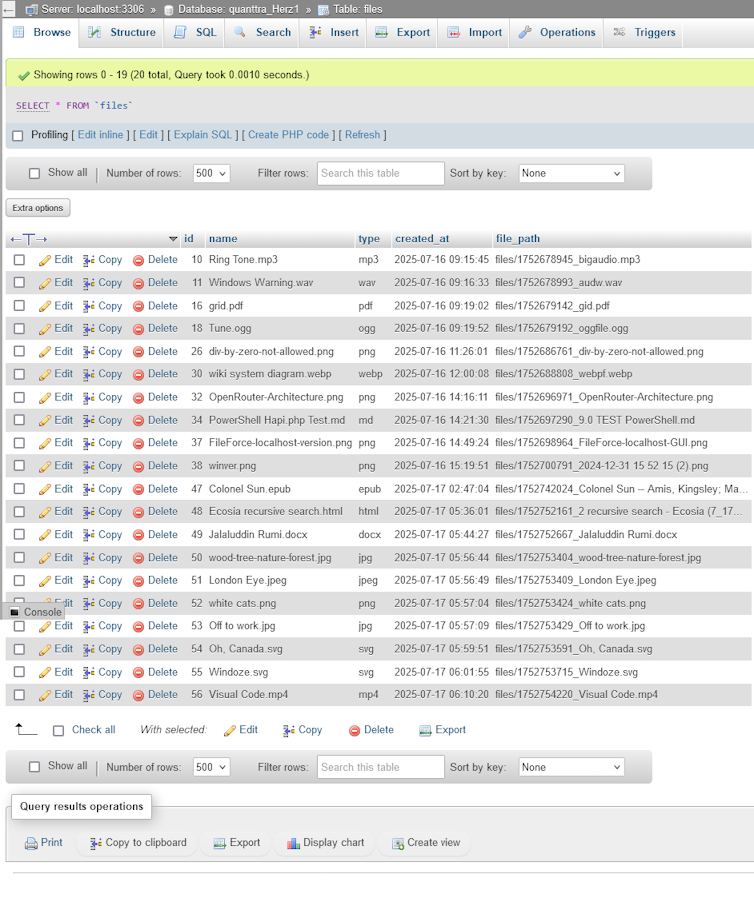 Server: localhost:3306 » Database: quanttra_Herz1 » Table: files
Browse Structure SQL Search Insert Export Import Operations Triggers
Showing rows 0 - 19 (20 total, Query took 0.0010 seconds.)
SELECT * FROM `files`
Profiling [ Edit inline ] [ Edit ] [ Explain SQL ] [ Create PHP code ] [ Refresh ]
Show all Number of rows: 500 Filter rows: Search this table Sort by key: None
Extra options
id name type created_at file_path
Edit Copy Delete 10 Ring Tone.mp3 mp3 2025-07-16 09:15:45 files/1752678945_bigaudio.mp3
Edit Copy Delete 11 Windows Warning.wav wav 2025-07-16 09:16:33 files/1752678993_audw.wav
Edit Copy Delete 16 grid.pdf pdf 2025-07-16 09:19:02 files/1752679142_gid.pdf
Edit Copy Delete 18 Tune.ogg ogg 2025-07-16 09:19:52 files/1752679192_oggfile.ogg
Edit Copy Delete 26 div-by-zero-not-allowed.png png 2025-07-16 11:26:01 files/1752686761_div-by-zero-not-allowed.png
Edit Copy Delete 30 wiki system diagram.webp webp 2025-07-16 12:00:08 files/1752688808_webpf.webp
Edit Copy Delete 32 OpenRouter-Architecture.png png 2025-07-16 14:16:11 files/1752696971_OpenRouter-Architecture.png
Edit Copy Delete 34 PowerShell Hapi.php Test.md md 2025-07-16 14:21:30 files/1752697290_9.0 TEST PowerShell.md
Edit Copy Delete 37 FileForce-localhost-version.png png 2025-07-16 14:49:24 files/1752698964_FileForce-localhost-GUI.png
Edit Copy Delete 38 winver.png png 2025-07-16 15:19:51 files/1752700791_2024-12-31 15 52 15 (2).png
Edit Copy Delete 47 Colonel Sun.epub epub 2025-07-17 02:47:04 files/1752742024_Colonel Sun -- Amis, Kingsley; Ma...
Edit Copy Delete 48 Ecosia recursive search.html html 2025-07-17 05:36:01 files/1752752161_2 recursive search - Ecosia (7_17...
Edit Copy Delete 49 Jalaluddin Rumi.docx docx 2025-07-17 05:44:27 files/1752752667_Jalaluddin Rumi.docx
Edit Copy Delete 50 wood-tree-nature-forest.jpg jpg 2025-07-17 05:56:44 files/1752753404_wood-tree-nature-forest.jpg
Edit Copy Delete 51 London Eye.jpeg jpeg 2025-07-17 05:56:49 files/1752753409_London Eye.jpeg
Edit Copy Delete 52 white cats.png png 2025-07-17 05:57:04 files/1752753424_white cats.png
Console
Edit Copy Delete 53 Off to work.jpg jpg 2025-07-17 05:57:09 files/1752753429_Off to work.jpg
Edit Copy Delete 54 Oh, Canada.svg svg 2025-07-17 05:59:51 files/1752753591_Oh, Canada.svg
Edit Copy Delete 55 Windoze.svg svg 2025-07-17 06:01:55 files/1752753715_Windoze.svg
Edit Copy Delete 56 Visual Code.mp4 mp4 2025-07-17 06:10:20 files/1752754220_Visual Code.mp4
Check all With selected: Edit Copy Delete Export
Show all Number of rows: 500 Filter rows: Search this table Sort by key: None
Query results operations
Print Copy to clipboard Export Display chart Create view